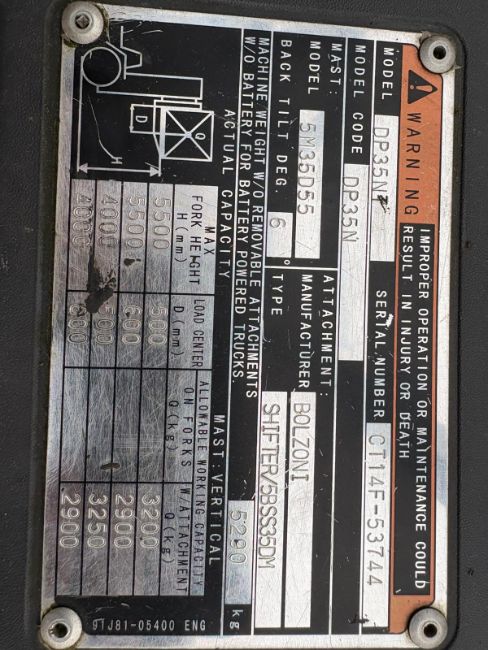 WARNING
IMPROPER OPERATION OR MAINTENANCE COULD
RESULT IN INJURY OR DEATH
MODEL DP35N SERIAL NUMBER CT14F-53744
MODEL CODE DP35N
MAST: ATTACHMENT:
MODEL 5M35D55 MANUFACTURER BOLZONI
BACK TILT DEG. 6° TYPE SHIFTER/55SS35DM
MACHINE WEIGHT W/O REMOVABLE ATTACHMENTS
W/O BATTERY FOR BATTERY POWERED TRUCKS. 5290 kg
ACTUAL CAPACITY MAST:VERTICAL
MAX FORK HEIGHT H(mm) LOAD CENTER D(mm) ALLOWABLE WORKING CAPACITY ON FORKS Q(kg) W/ATTACHMENT Q(kg)
5500 500 3200
5500 600 2900
4000 500 3250
4000 600 2900
D Q
H
91J81-05400 ENG